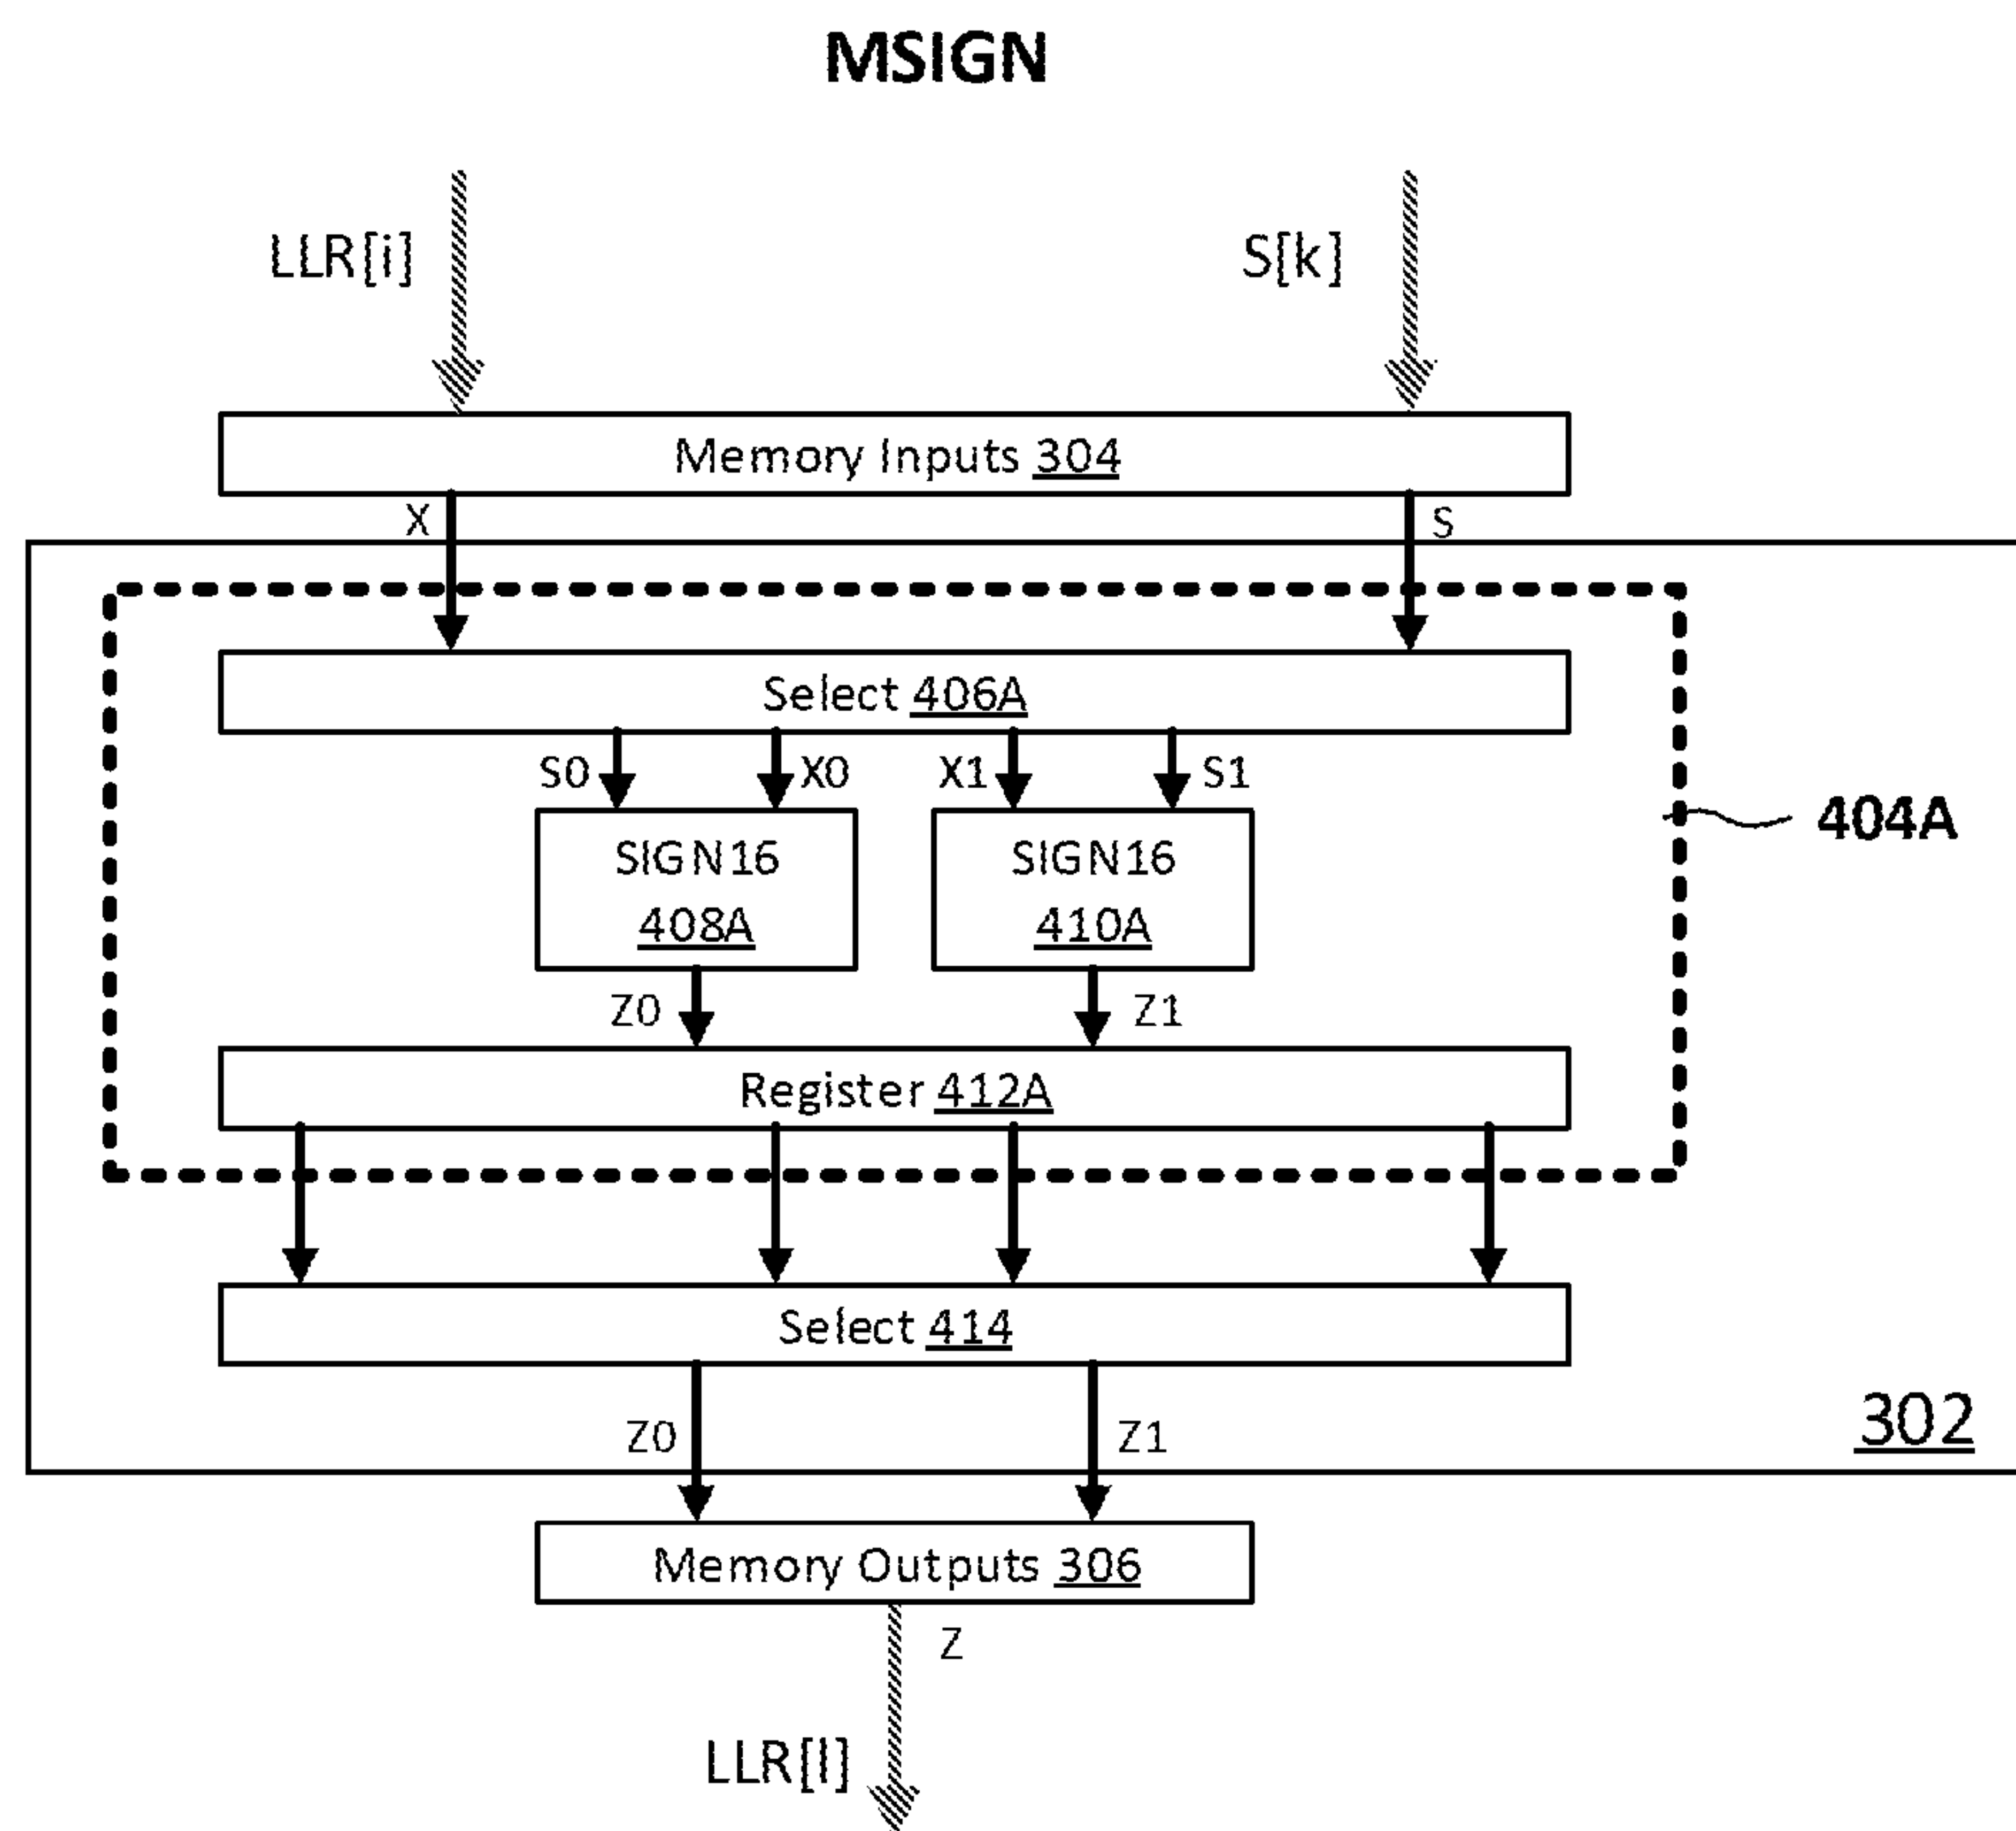 MSIGN
LLR[i]
S[k]
Memory Inputs 304
X
S
Select 406A
S0
X0
X1
S1
SIGN16
408A
SIGN16
410A
404A
Z0
Z1
Register 412A
Select 414
302
Z0
Z1
Memory Outputs 306
Z
LLR[l]